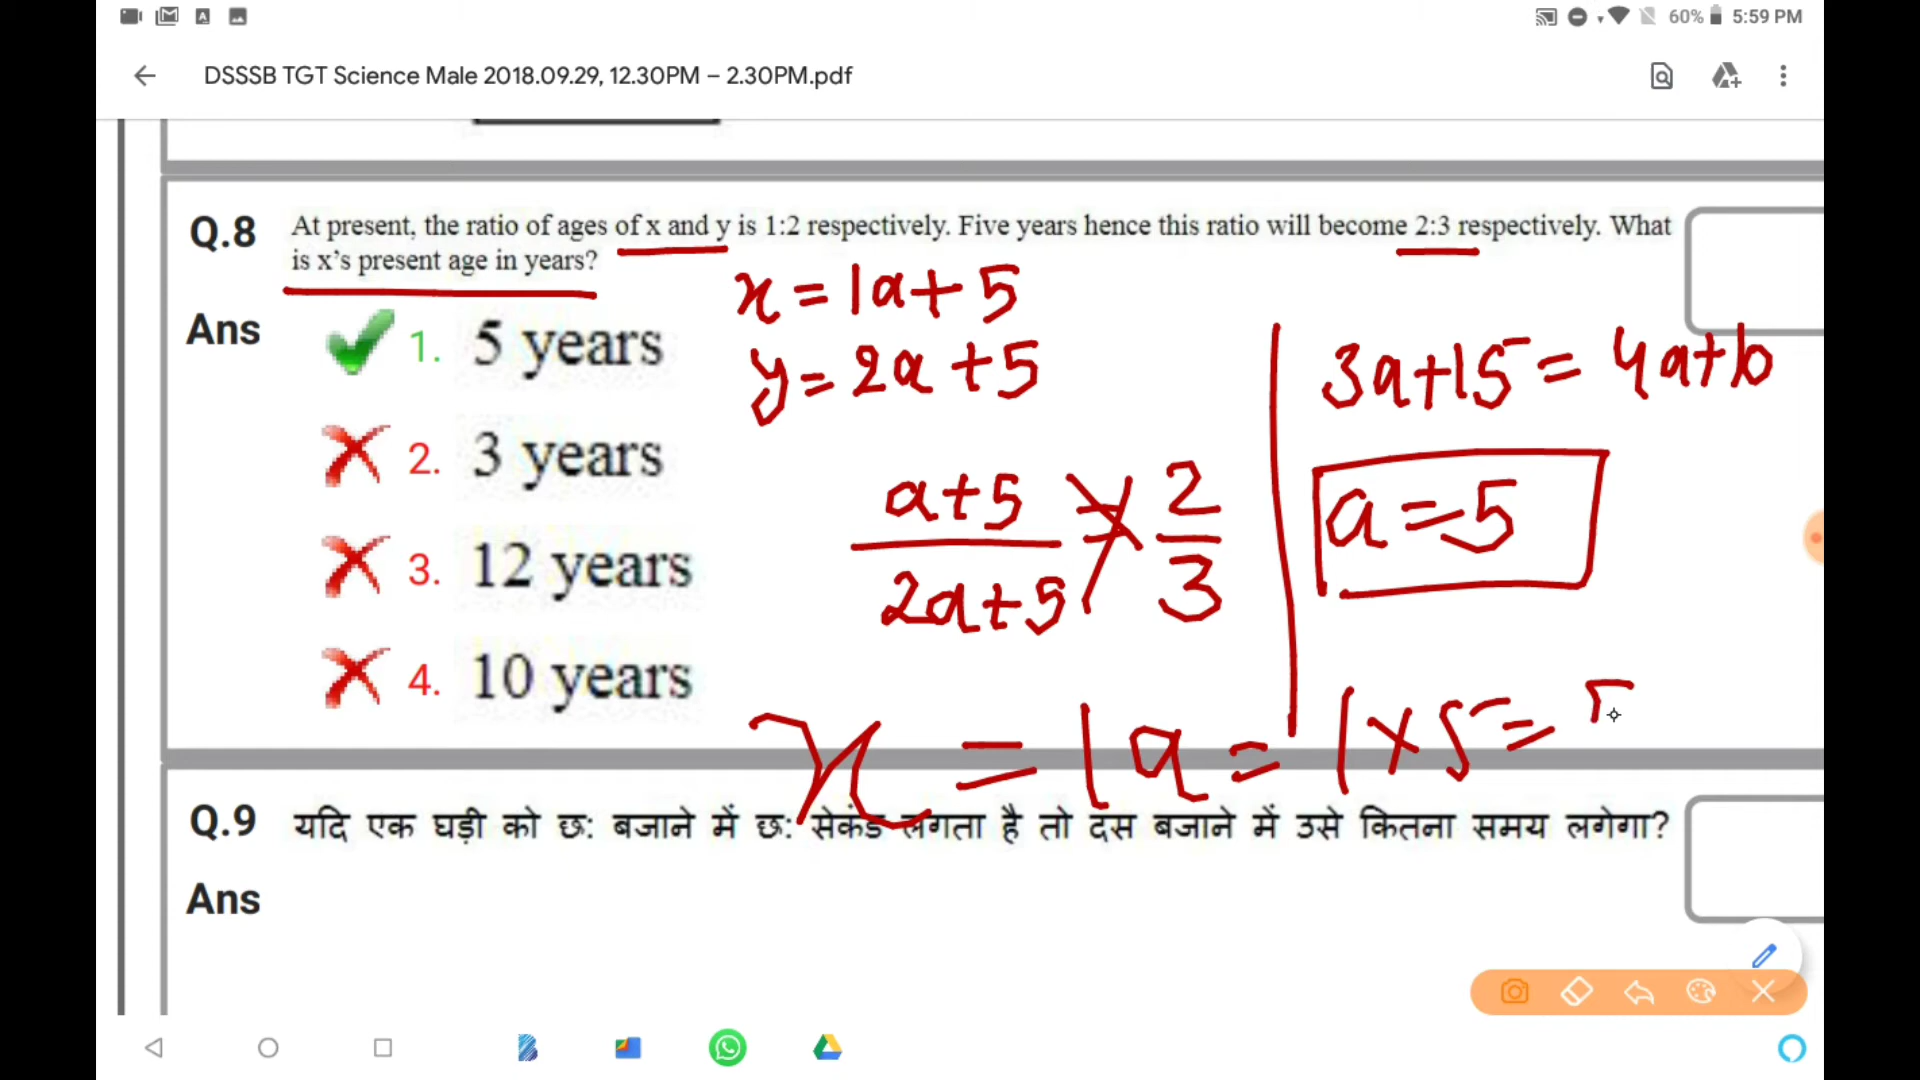 60% 5:59 PM
DSSSB TGT Science Male 2018.09.29, 12.30PM – 2.30PM.pdf
Q.8 At present, the ratio of ages of x and y is 1:2 respectively. Five years hence this ratio will become 2:3 respectively. What
is x's present age in years?
Ans
1. 5 years
2. 3 years
3. 12 years
4. 10 years
x = 1a + 5
y = 2a + 5
a+5 = 2
2a+5 3
3a+15 = 4a+10
a = 5
x = 1a = 1×5 = 5
Q.9 यदि एक घड़ी को छ: बजाने में छ: सेकंड लगता है तो दस बजाने में उसे कितना समय लगेगा?
Ans